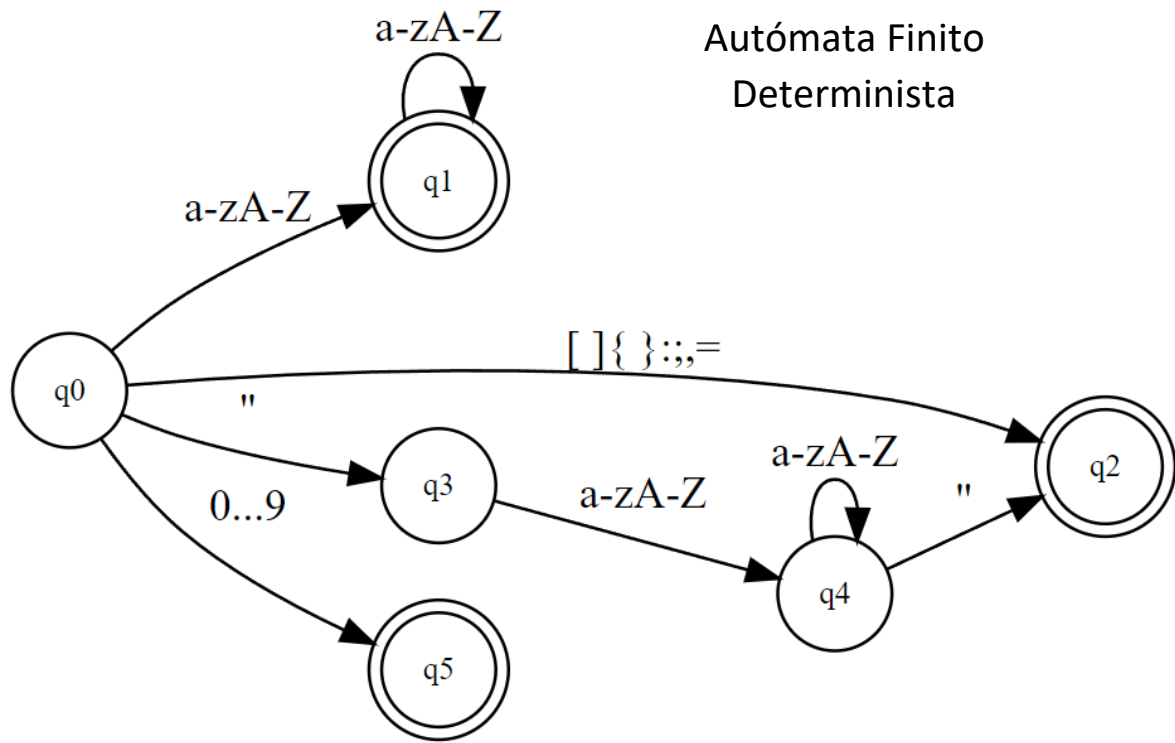 a-zA-Z
Autómata Finito
Determinista
q1
a-zA-Z
[ ]{ }:;,=
q0
"
a-zA-Z
q2
q3
"
0...9
a-zA-Z
q4
q5